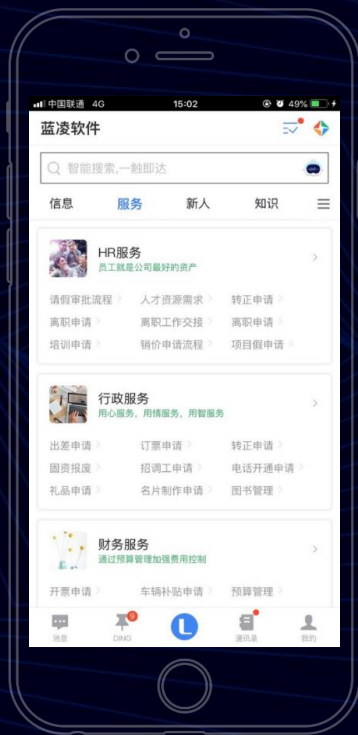 中国联通 4G 15:02 49%
蓝凌软件
智能搜索,一触即达
信息 服务 新人 知识
HR服务
员工就是公司最好的资产
请假审批流程 人才资源需求 转正申请
离职申请 离职工作交接 离职申请
培训申请 销价申请流程 项目假申请
行政服务
用心服务，用情服务，用智服务
出差申请 订票申请 转正申请
固资报废 招调工申请 电话开通申请
礼品申请 名片制作申请 图书管理
财务服务
通过预算管理加强费用控制
开票申请 车辆补贴申请 预算管理
9
L
消息 DING 通讯录 我的